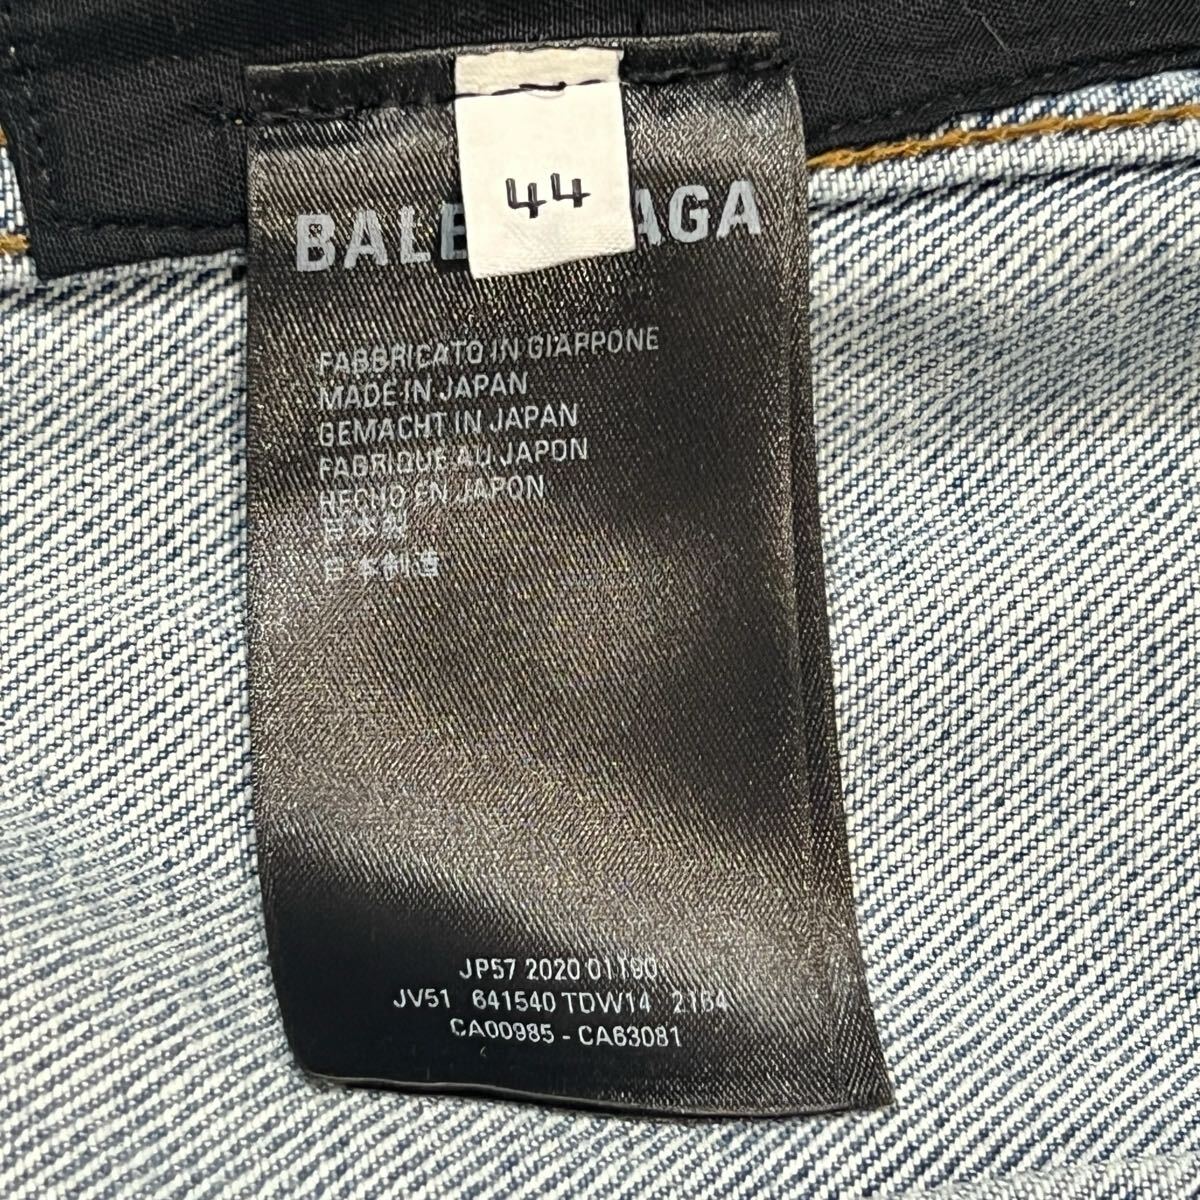 44
BALE AGA
FABBRICATO IN GIAPPONE
MADE IN JAPAN
GEMACHT IN JAPAN
FABRIQUE AU JAPON
HECHO EN JAPON
日本制
日本制造
JP57 2020 01T90
JV51 641540 TDW14 2164
CA00985 - CA63081